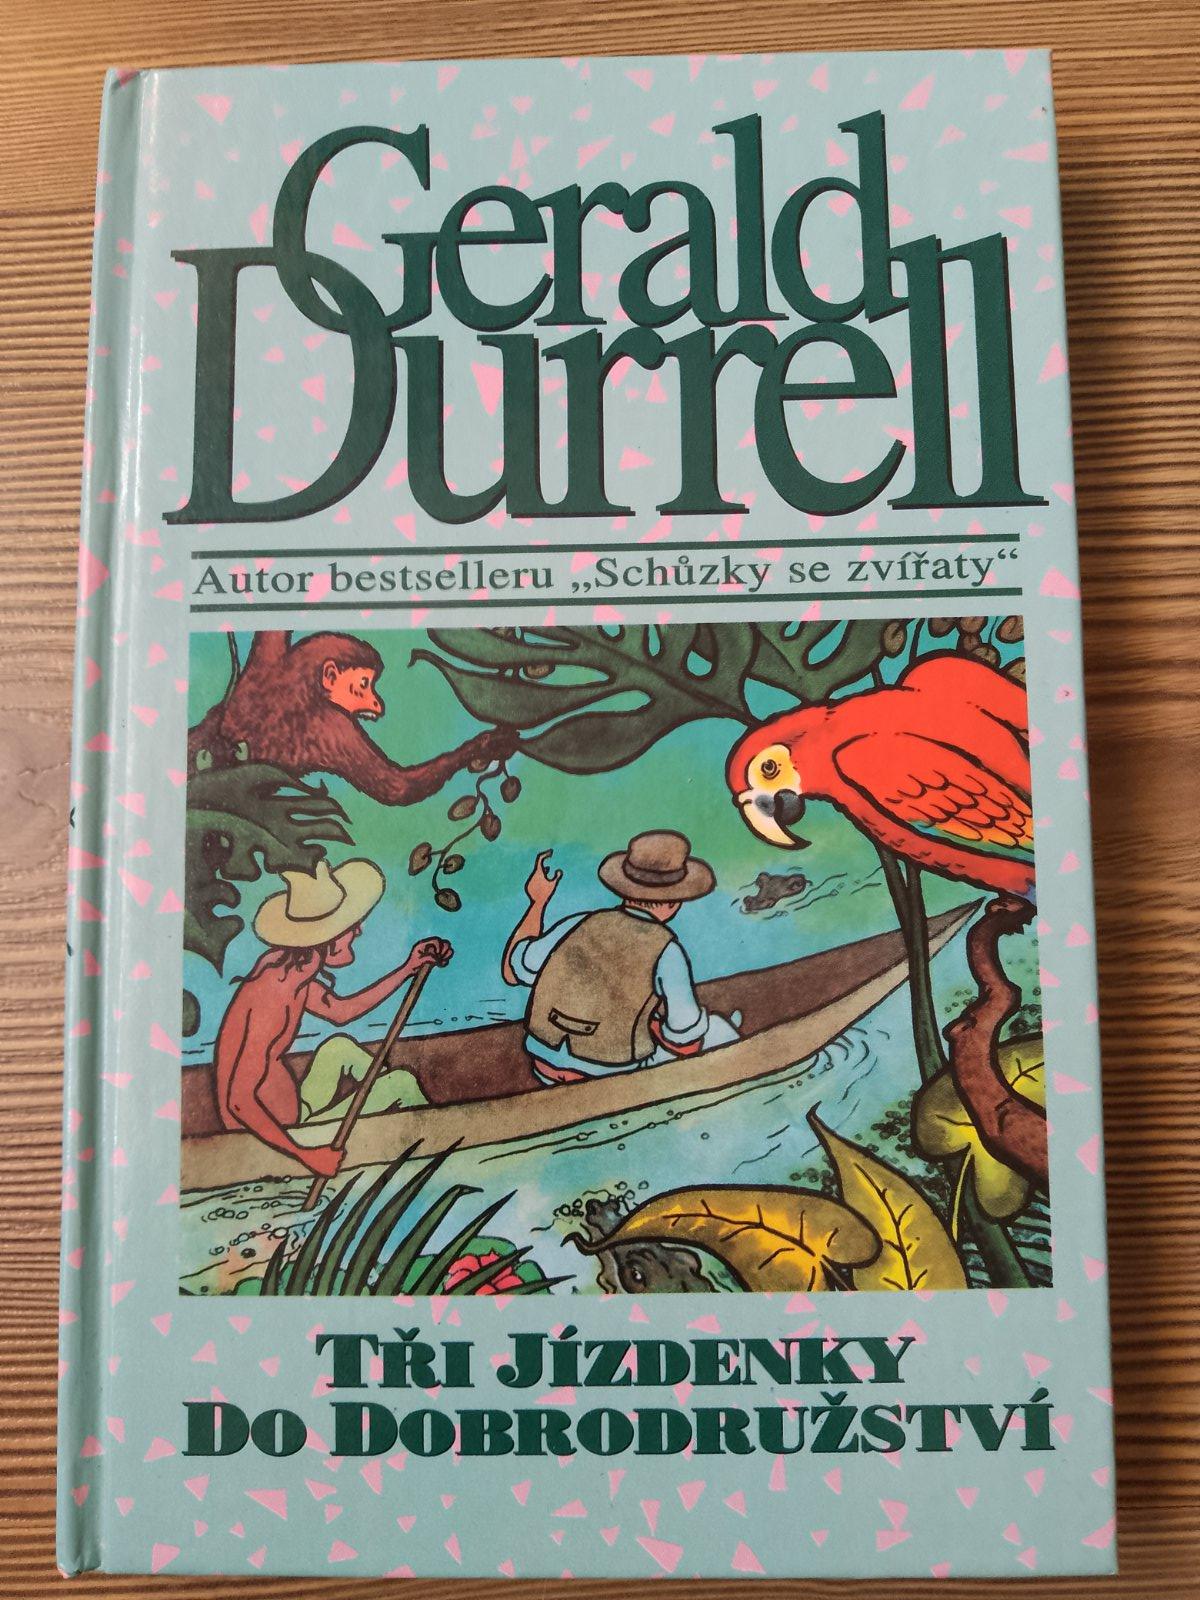 Gerald
Durrell
Autor bestselleru „Schůzky se zvířaty“
Tři Jízdenky
Do Dobrodružství